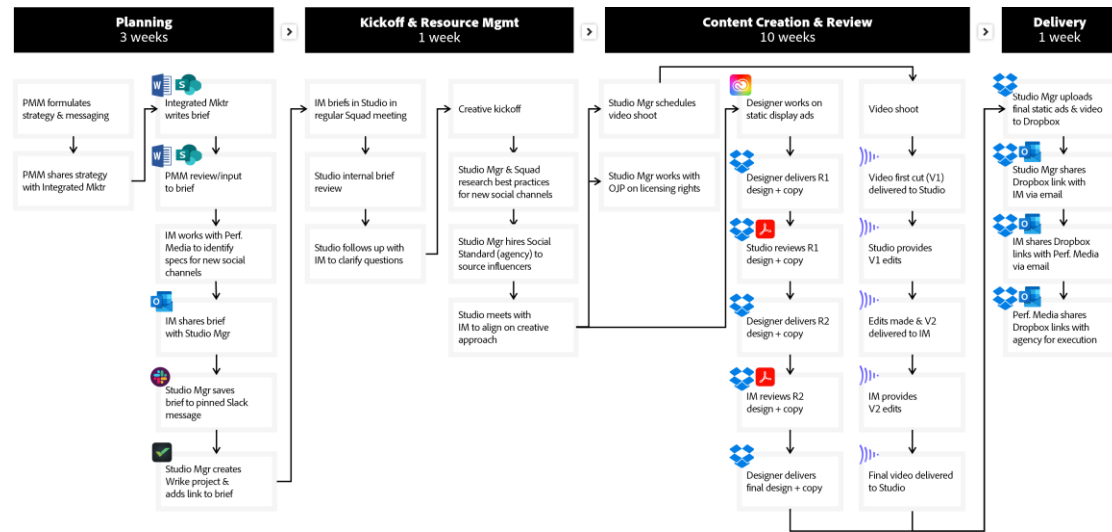 Planning
3 weeks
Kickoff & Resource Mgmt
1 week
Content Creation & Review
10 weeks
Delivery
1 week
PMM formulates
strategy & messaging
PMM shares strategy
with Integrated Mktr
Integrated Mktr
writes brief
PMM review/input
to brief
IM works with Perf.
Media to identify
specs for new social
channels
IM shares brief
with Studio Mgr
Studio Mgr saves
brief to pinned Slack
message
Studio Mgr creates
Wrike project &
adds link to brief
IM briefs in Studio in
regular Squad meeting
Studio internal brief
review
Studio follows up with
IM to clarify questions
Creative kickoff
Studio Mgr & Squad
research best practices
for new social channels
Studio Mgr hires Social
Standard (agency) to
source influencers
Studio meets with
IM to align on creative
approach
Studio Mgr schedules
video shoot
Studio Mgr works with
OJP on licensing rights
Designer works on
static display ads
Designer delivers R1
design + copy
Studio reviews R1
design + copy
Designer delivers R2
design + copy
IM reviews R2
design + copy
Designer delivers
final design + copy
Video shoot
Video first cut (V1)
delivered to Studio
Studio provides
V1 edits
Edits made & V2
delivered to IM
IM provides
V2 edits
Final video delivered
to Studio
Studio Mgr uploads
final static ads & video
to Dropbox
Studio Mgr shares
Dropbox link with
IM via email
IM shares Dropbox
links with Perf. Media
via email
Perf. Media shares
Dropbox links with
agency for execution